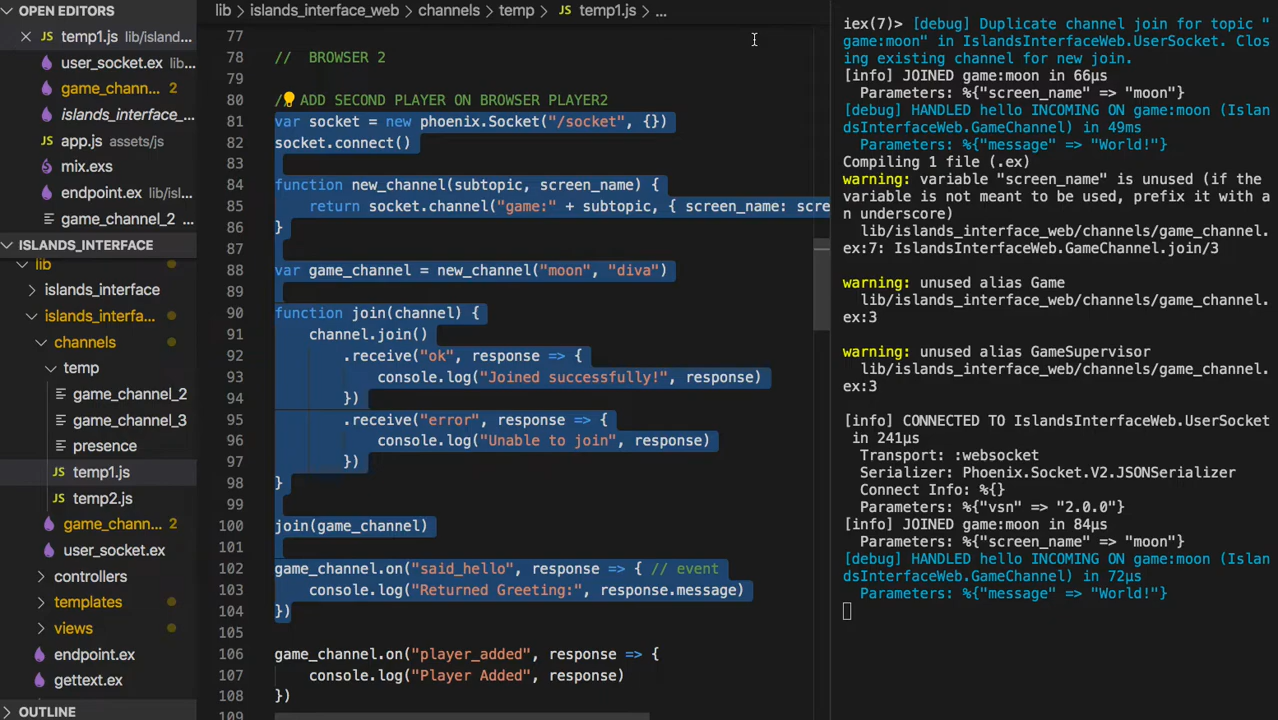 OPEN EDITORS
temp1.js lib/island...
user_socket.ex lib...
game_chann... 2
islands_interface_...
app.js assets/js
mix.exs
endpoint.ex lib/isl...
game_channel_2 ...
ISLANDS_INTERFACE
lib
islands_interface
islands_interfa...
channels
temp
game_channel_2
game_channel_3
presence
JS temp1.js
JS temp2.js
game_chann... 2
user_socket.ex
controllers
templates
views
endpoint.ex
gettext.ex
OUTLINE
lib > islands_interface_web > channels > temp > JS temp1.js > ...
77
78 // BROWSER 2
79
80 / ADD SECOND PLAYER ON BROWSER PLAYER2
81 var socket = new phoenix.Socket("/socket", {})
82 socket.connect()
83
84 function new_channel(subtopic, screen_name) {
85 return socket.channel("game:" + subtopic, { screen_name: scre
86 }
87
88 var game_channel = new_channel("moon", "diva")
89
90 function join(channel) {
91 channel.join()
92 .receive("ok", response => {
93 console.log("Joined successfully!", response)
94 })
95 .receive("error", response => {
96 console.log("Unable to join", response)
97 })
98 }
99
100 join(game_channel)
101
102 game_channel.on("said_hello", response => { // event
103 console.log("Returned Greeting:", response.message)
104 })
105
106 game_channel.on("player_added", response => {
107 console.log("Player Added", response)
108 })
109
iex(7)> [debug] Duplicate channel join for topic "
game:moon" in IslandsInterfaceWeb.UserSocket. Clos
ing existing channel for new join.
[info] JOINED game:moon in 66µs
Parameters: %{"screen_name" => "moon"}
[debug] HANDLED hello INCOMING ON game:moon (Islan
dsInterfaceWeb.GameChannel) in 49ms
Parameters: %{"message" => "World!"}
Compiling 1 file (.ex)
warning: variable "screen_name" is unused (if the
variable is not meant to be used, prefix it with a
n underscore)
lib/islands_interface_web/channels/game_channel.
ex:7: IslandsInterfaceWeb.GameChannel.join/3
warning: unused alias Game
lib/islands_interface_web/channels/game_channel.
ex:3
warning: unused alias GameSupervisor
lib/islands_interface_web/channels/game_channel.
ex:3
[info] CONNECTED TO IslandsInterfaceWeb.UserSocket
in 241µs
Transport: :websocket
Serializer: Phoenix.Socket.V2.JSONSerializer
Connect Info: %{}
Parameters: %{"vsn" => "2.0.0"}
[info] JOINED game:moon in 84µs
Parameters: %{"screen_name" => "moon"}
[debug] HANDLED hello INCOMING ON game:moon (Islan
dsInterfaceWeb.GameChannel) in 72µs
Parameters: %{"message" => "World!"}